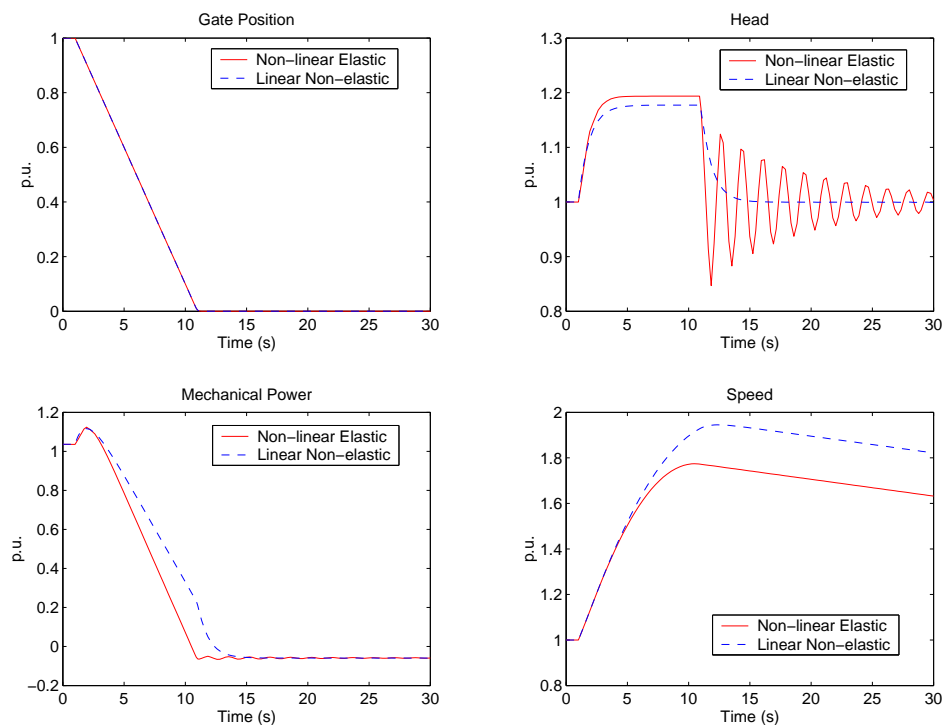 Gate Position
1
0.8
0.6
0.4
0.2
0
p.u.
0 5 10 15 20 25 30
Time (s)
Non−linear Elastic
Linear Non−elastic
Head
1.3
1.2
1.1
1
0.9
0.8
p.u.
0 5 10 15 20 25 30
Time (s)
Non−linear Elastic
Linear Non−elastic
Mechanical Power
1.2
1
0.8
0.6
0.4
0.2
0
−0.2
p.u.
0 5 10 15 20 25 30
Time (s)
Non−linear Elastic
Linear Non−elastic
Speed
2
1.8
1.6
1.4
1.2
1
0.8
p.u.
0 5 10 15 20 25 30
Time (s)
Non−linear Elastic
Linear Non−elastic